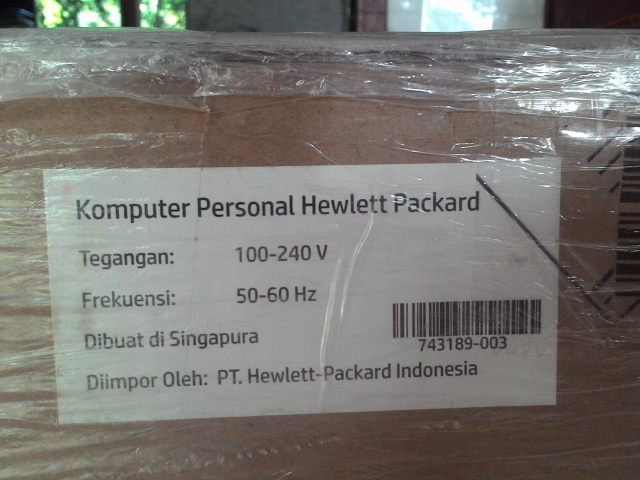 Komputer Personal Hewlett Packard
Tegangan: 100-240 V
Frekuensi: 50-60 Hz
Dibuat di Singapura
743189-003
Diimpor Oleh: PT. Hewlett-Packard Indonesia